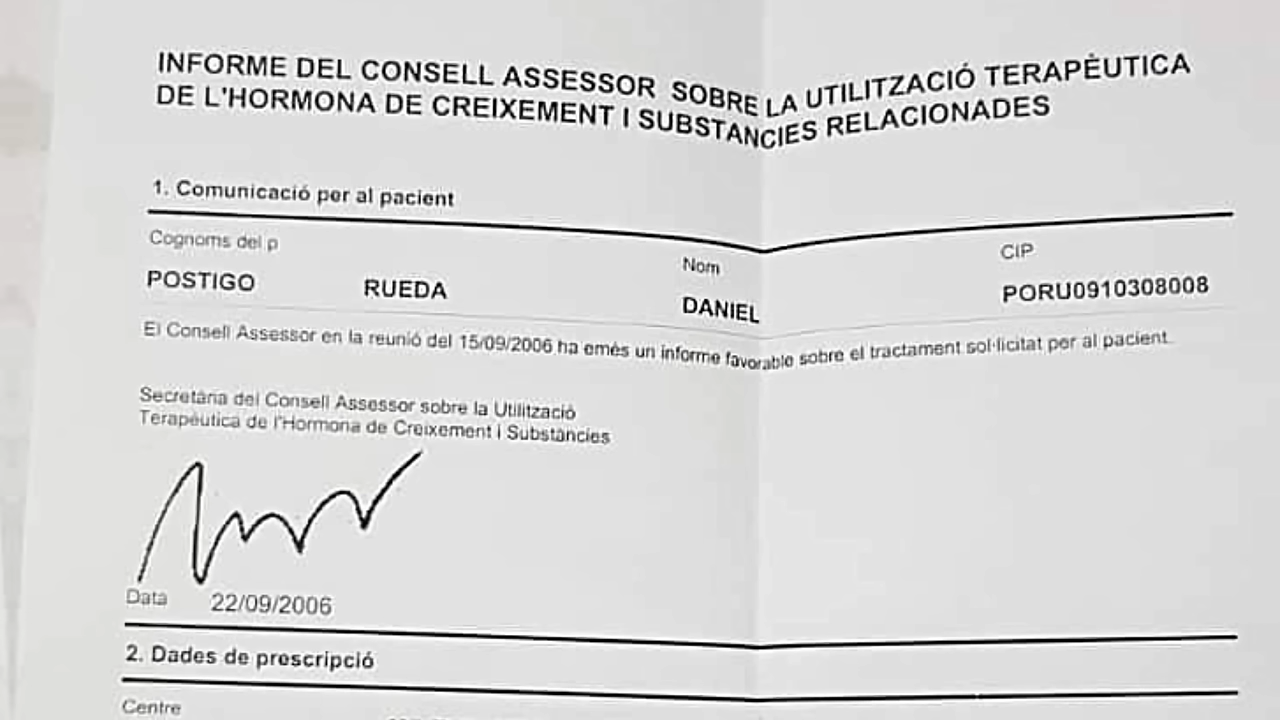 INFORME DEL CONSELL ASSESSOR SOBRE LA UTILITZACIÓ TERAPÈUTICA
DE L'HORMONA DE CREIXEMENT I SUBSTANCIES RELACIONADES
1. Comunicació per al pacient
Cognoms del p
Nom
CIP
POSTIGO RUEDA DANIEL PORU0910308008
El Consell Assessor en la reunió del 15/09/2006 ha emès un informe favorable sobre el tractament sol·licitat per al pacient.
Secretària del Consell Assessor sobre la Utilització
Terapèutica de l'Hormona de Creixement i Substàncies
Data 22/09/2006
2. Dades de prescripció
Centre